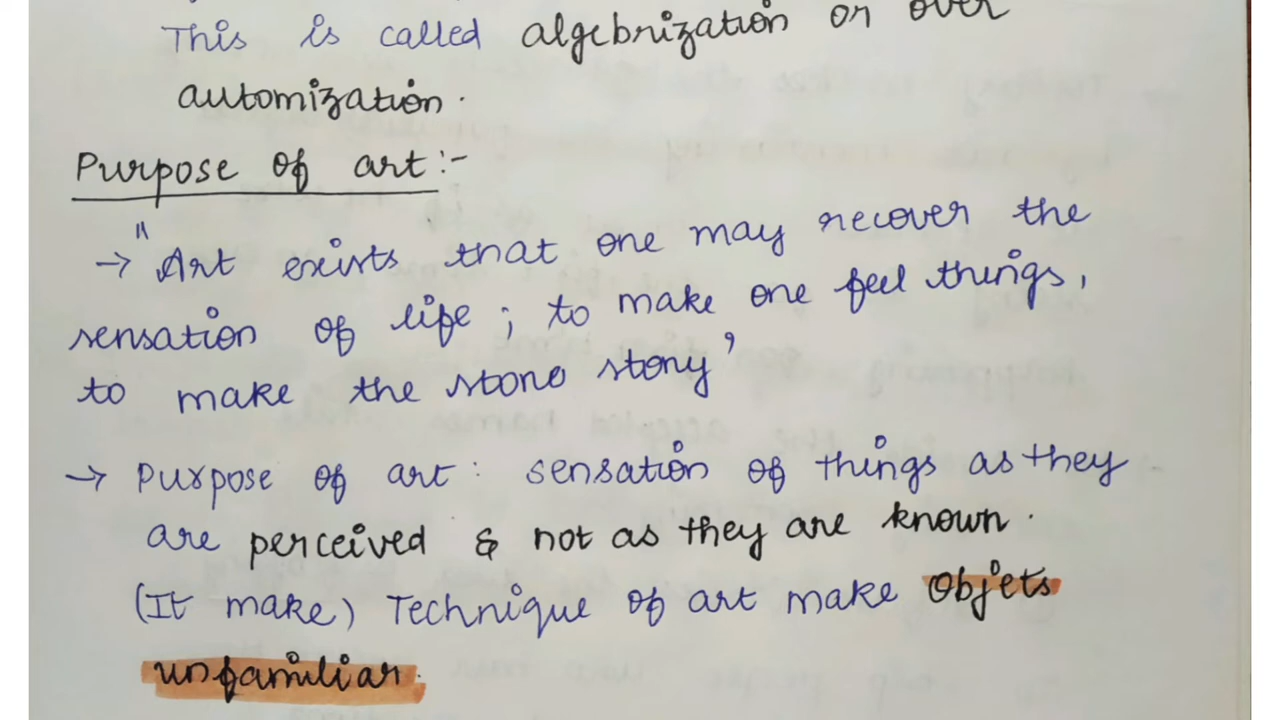 This is called algebrization or over
automization.
Purpose of art:-
→ "Art exists that one may recover the
sensation of life; to make one feel things,
to make the stone stony"
→ Purpose of art: sensation of things as they
are perceived & not as they are known.
(It make) Technique of art make objets
unfamiliar.